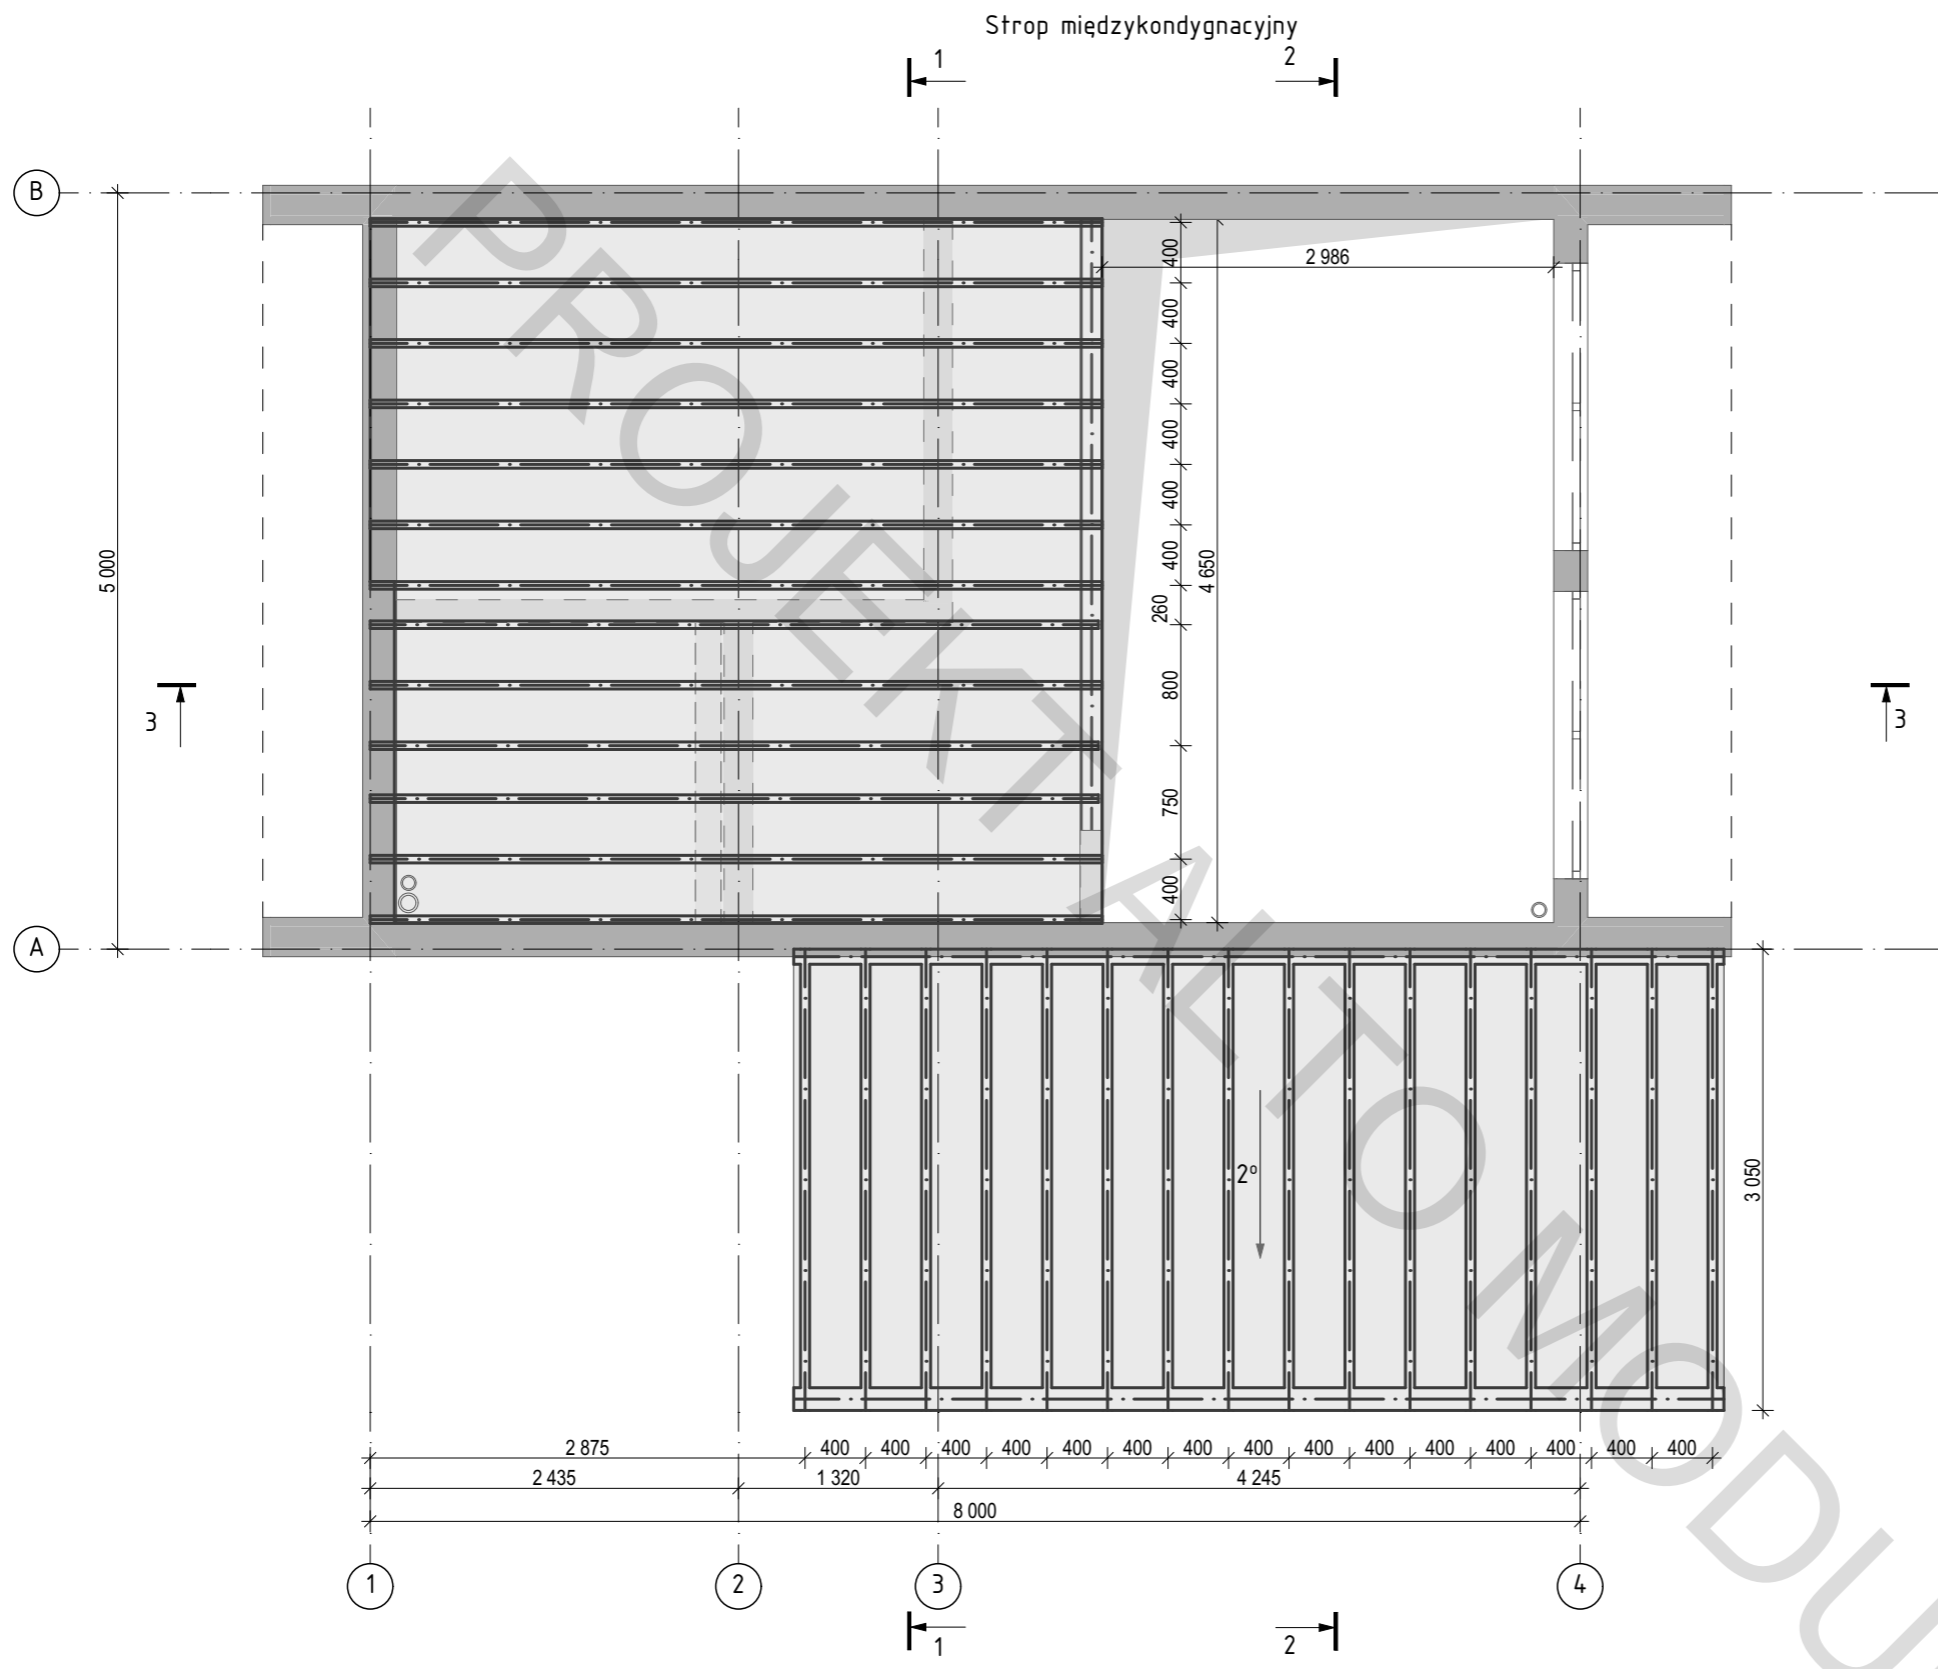 Strop międzykondygnacyjny
1 2
B
400
2 986
400
400
400
400
400
4 650
5 000
260
800
3 3
750
400
A
2º
3 050
2 875 400 400 400 400 400 400 400 400 400 400 400 400 400 400 400
2 435 1 320 4 245
8 000
1 2 3 4
1 2
PROJEKT ALTO MODU